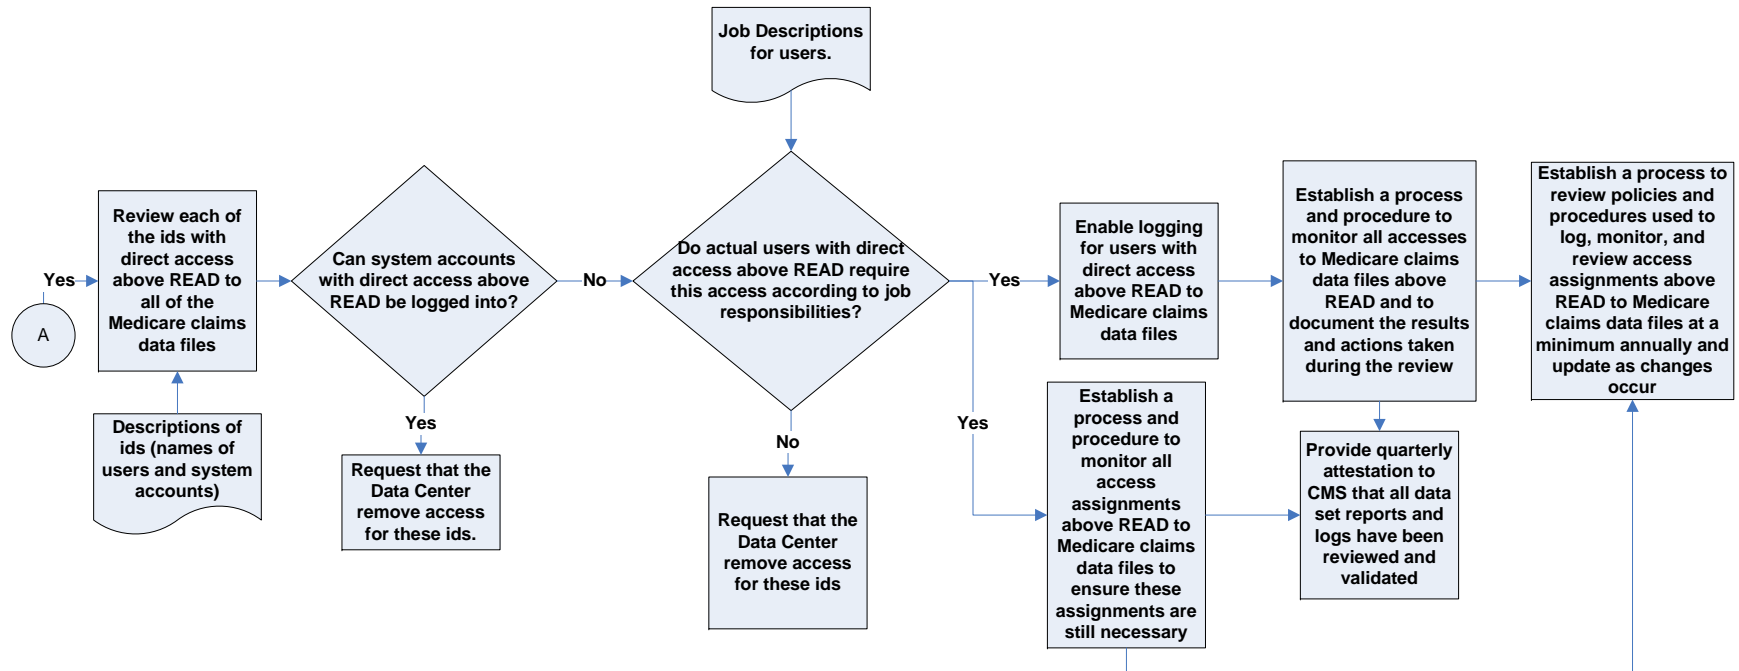 Job Descriptions
for users.
Yes
A
Review each of
the ids with
direct access
above READ to
all of the
Medicare claims
data files
Descriptions of
ids (names of
users and system
accounts)
Can system accounts
with direct access above
READ be logged into?
Yes
Request that the
Data Center
remove access
for these ids.
No
Do actual users with direct
access above READ require
this access according to job
responsibilities?
No
Request that the
Data Center
remove access
for these ids
Yes
Enable logging
for users with
direct access
above READ to
Medicare claims
data files
Yes
Establish a
process and
procedure to
monitor all
access
assignments
above READ to
Medicare claims
data files to
ensure these
assignments are
still necessary
Establish a process
and procedure to
monitor all accesses
to Medicare claims
data files above
READ and to
document the results
and actions taken
during the review
Provide quarterly
attestation to
CMS that all data
set reports and
logs have been
reviewed and
validated
Establish a process to
review policies and
procedures used to
log, monitor, and
review access
assignments above
READ to Medicare
claims data files at a
minimum annually and
update as changes
occur